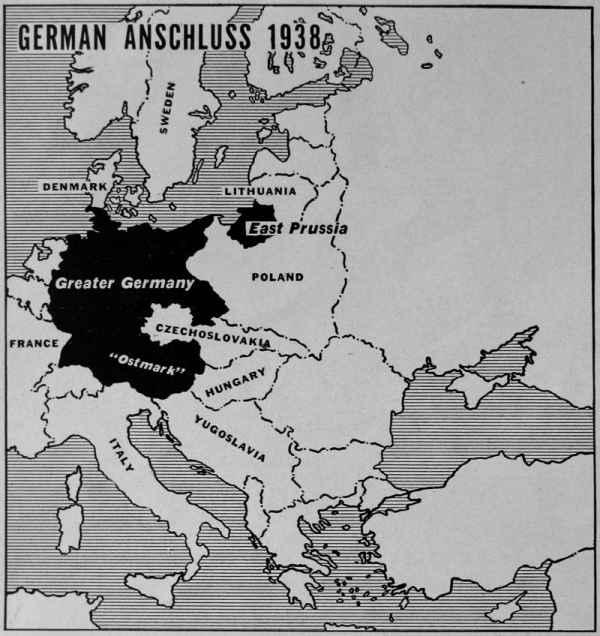 GERMAN ANSCHLUSS 1938
SWEDEN
DENMARK
LITHUANIA
East Prussia
POLAND
Greater Germany
CZECHOSLOVAKIA
FRANCE
"Ostmark"
HUNGARY
YUGOSLAVIA
ITALY